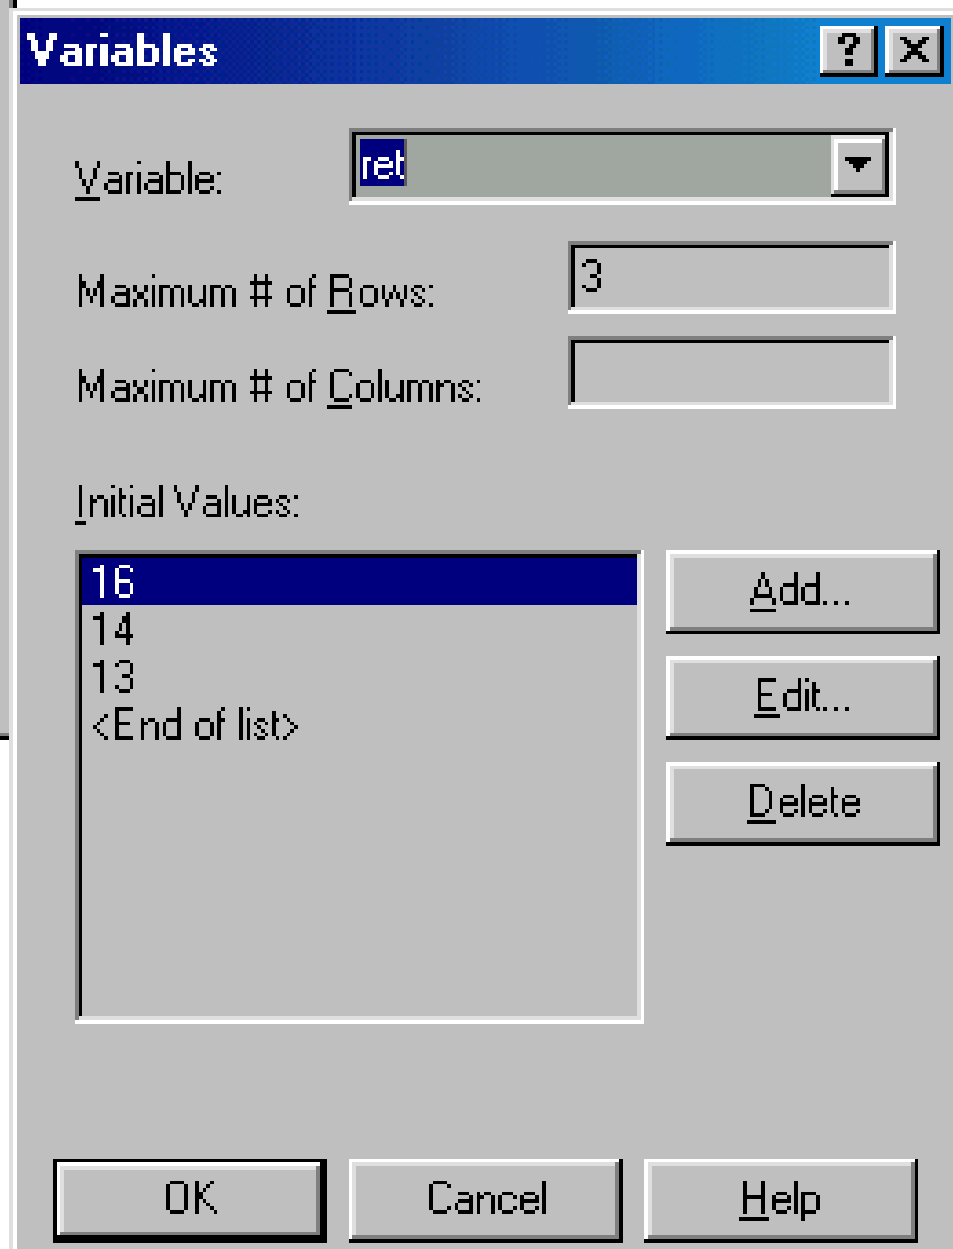 Variables ? X
Variable: ret
Maximum # of Rows: 3
Maximum # of Columns:
Initial Values:
16
14
13
<End of list>
Add...
Edit...
Delete
OK Cancel Help